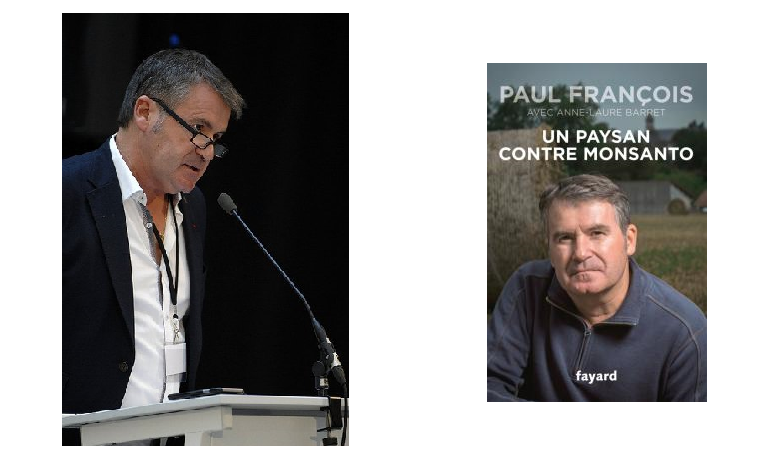 PAUL FRANÇOIS
AVEC ANNE-LAURE BARRET
UN PAYSAN
CONTRE MONSANTO
fayard